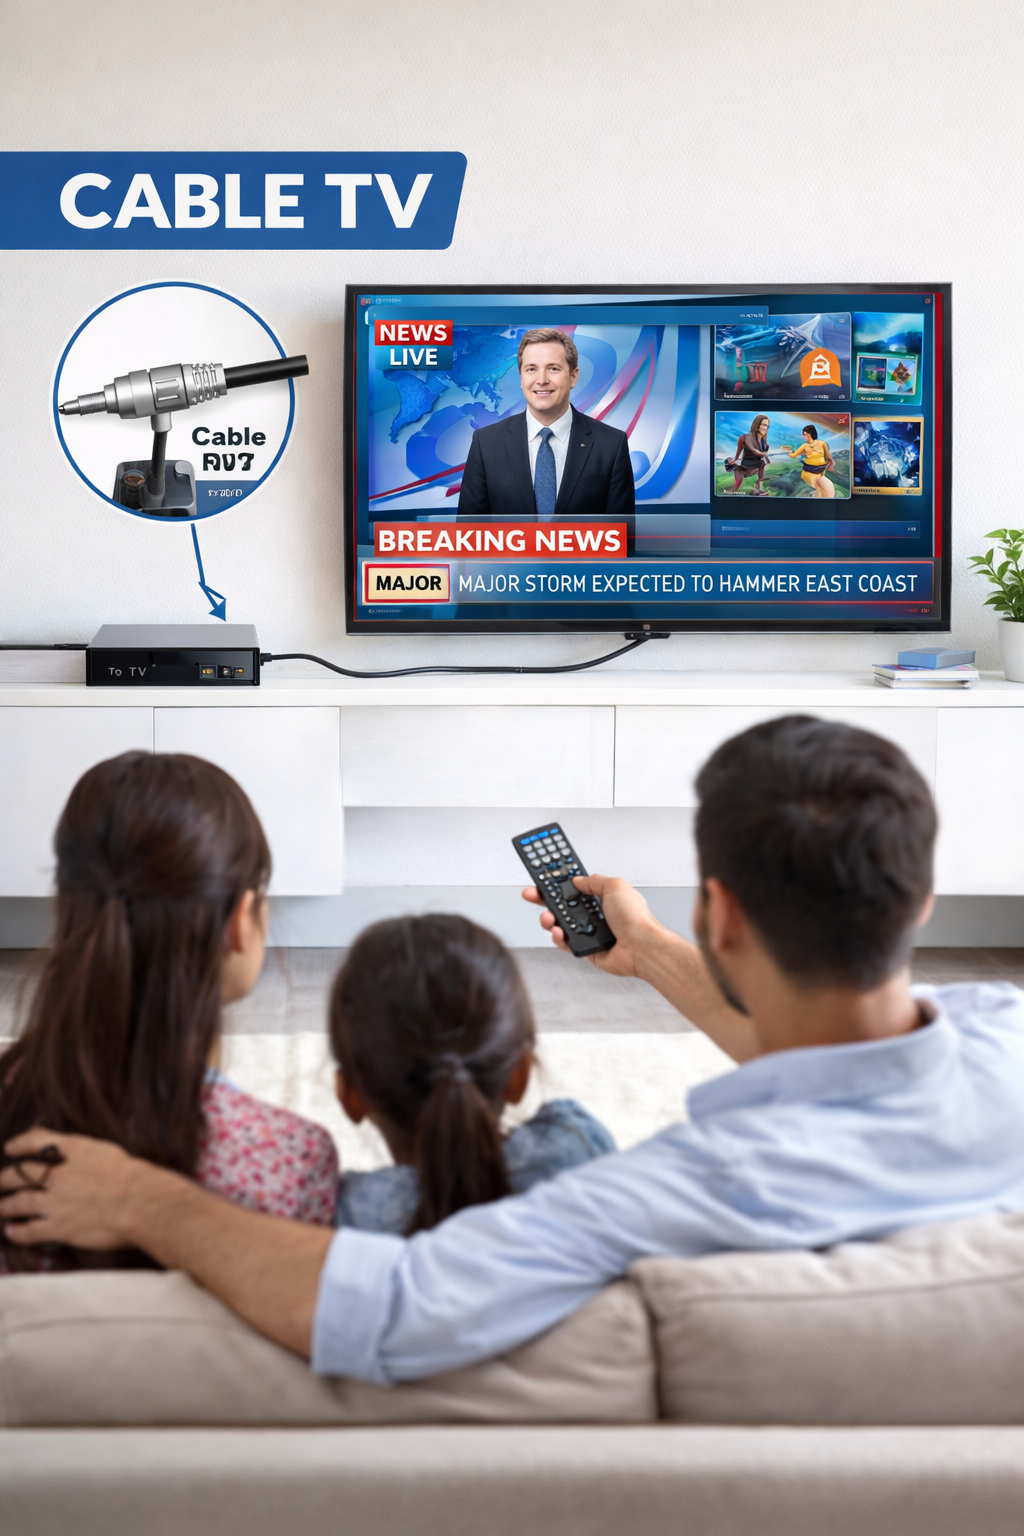 CABLE TV
NEWS
LIVE
Cable
BREAKING NEWS
MAJOR
MAJOR STORM EXPECTED TO HAMMER EAST COAST
To TV